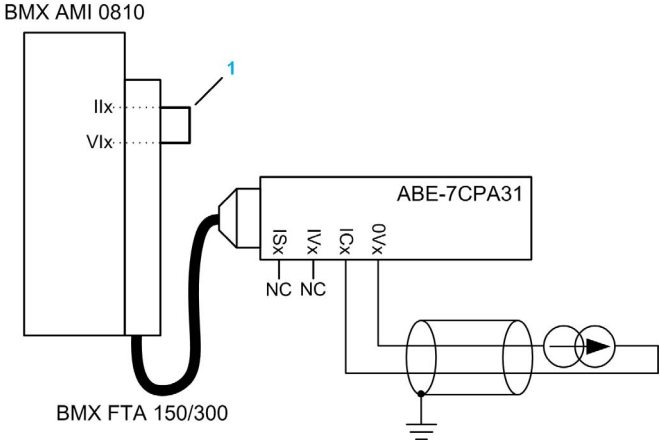 BMX AMI 0810
1
IIx
VIx
ABE-7CPA31
ISx
IVx
ICx
0Vx
NC
NC
BMX FTA 150/300